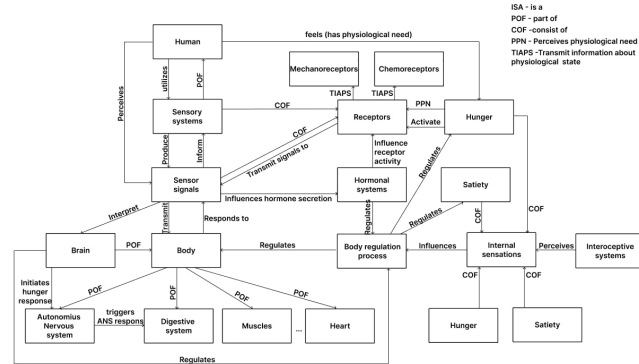 ISA - is a
POF - part of
COF -consist of
PPN - Perceives physiological need
TIAPS -Transmit information about
physiological state
feels (has physiological need)
Human
Mechanoreceptors
Chemoreceptors
Perceives
utilizes
POF
TIAPS
TIAPS
Sensory
systems
COF
Receptors
PPN
Activate
Hunger
Produce
Inform
COF
Transmit signals to
Influence
receptor
activity
Regulates
Sensor
signals
Influences hormone secretion
Hormonal
systems
Satiety
COF
Interpret
Transmit
Responds to
Regulates
Regulates
COF
Brain
POF
Body
Regulates
Body regulation
process
Influences
Internal
sensations
Perceives
Interoceptive
systems
Initiates
hunger
response
POF
POF
POF
POF
COF
COF
Autonomius
Nervous
system
triggers
ANS respons
Digestive
system
Muscles
...
Heart
Hunger
Satiety
Regulates